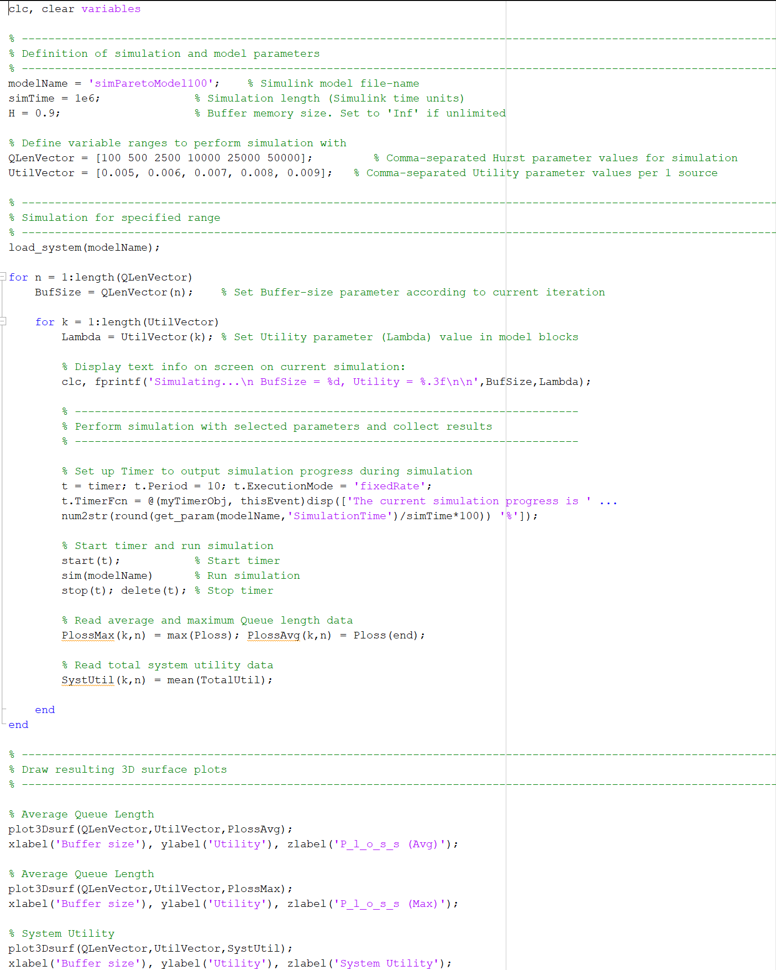 clc, clear variables
% ------------------------------------------------------------------------------------------------------------------
% Definition of simulation and model parameters
% ------------------------------------------------------------------------------------------------------------------
modelName = 'simParetoModel100';    % Simulink model file-name
simTime = 1e6;              % Simulation length (Simulink time units)
H = 0.9;                    % Buffer memory size. Set to 'Inf' if unlimited
% Define variable ranges to perform simulation with
QLenVector = [100 500 2500 10000 25000 50000];         % Comma-separated Hurst parameter values for simulation
UtilVector = [0.005, 0.006, 0.007, 0.008, 0.009];   % Comma-separated Utility parameter values per 1 source
% ------------------------------------------------------------------------------------------------------------------
% Simulation for specified range
% ------------------------------------------------------------------------------------------------------------------
load_system(modelName);
for n = 1:length(QLenVector)
    BufSize = QLenVector(n);    % Set Buffer-size parameter according to current iteration
    for k = 1:length(UtilVector)
        Lambda = UtilVector(k); % Set Utility parameter (Lambda) value in model blocks
        % Display text info on screen on current simulation:
        clc, fprintf('Simulating...\n BufSize = %d, Utility = %.3f\n\n',BufSize,Lambda);
        % ----------------------------------------------------------------------------
        % Perform simulation with selected parameters and collect results
        % ----------------------------------------------------------------------------
        % Set up Timer to output simulation progress during simulation
        t = timer; t.Period = 10; t.ExecutionMode = 'fixedRate';
        t.TimerFcn = @(myTimerObj, thisEvent)disp(['The current simulation progress is ' ...
        num2str(round(get_param(modelName,'SimulationTime')/simTime*100)) '%']);
        % Start timer and run simulation
        start(t);           % Start timer
        sim(modelName)      % Run simulation
        stop(t); delete(t); % Stop timer
        % Read average and maximum Queue length data
        PlossMax(k,n) = max(Ploss); PlossAvg(k,n) = Ploss(end);
        % Read total system utility data
        SystUtil(k,n) = mean(TotalUtil);
    end
end
% ------------------------------------------------------------------------------------------------------------------
% Draw resulting 3D surface plots
% ------------------------------------------------------------------------------------------------------------------
% Average Queue Length
plot3Dsurf(QLenVector,UtilVector,PlossAvg);
xlabel('Buffer size'), ylabel('Utility'), zlabel('P_l_o_s_s (Avg)');
% Average Queue Length
plot3Dsurf(QLenVector,UtilVector,PlossMax);
xlabel('Buffer size'), ylabel('Utility'), zlabel('P_l_o_s_s (Max)');
% System Utility
plot3Dsurf(QLenVector,UtilVector,SystUtil);
xlabel('Buffer size'), ylabel('Utility'), zlabel('System Utility');